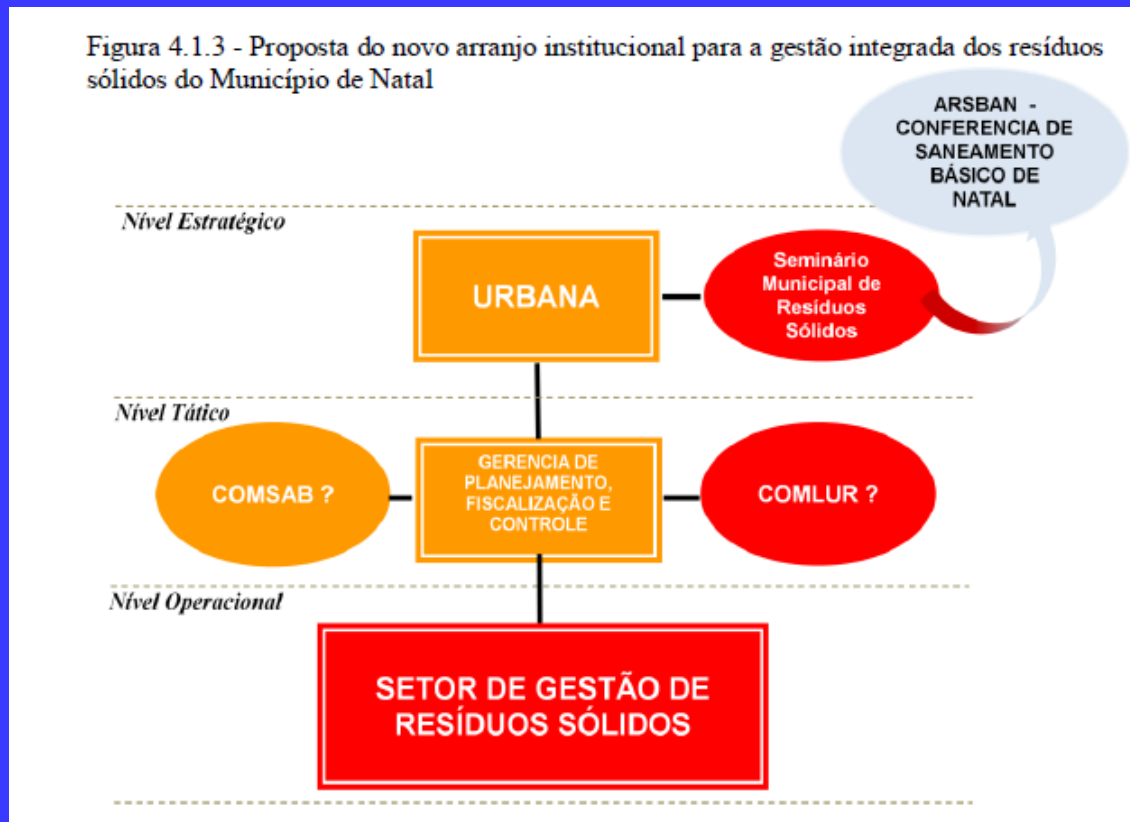 Figura 4.1.3 - Proposta do novo arranjo institucional para a gestão integrada dos resíduos
sólidos do Município de Natal
ARSBAN -
CONFERENCIA DE
SANEAMENTO
BÁSICO DE
NATAL
Nível Estratégico
URBANA
Seminário
Municipal de
Resíduos
Sólidos
Nível Tático
COMSAB ?
GERENCIA DE
PLANEJAMENTO,
FISCALIZAÇÃO E
CONTROLE
COMLUR ?
Nível Operacional
SETOR DE GESTÃO DE
RESÍDUOS SÓLIDOS